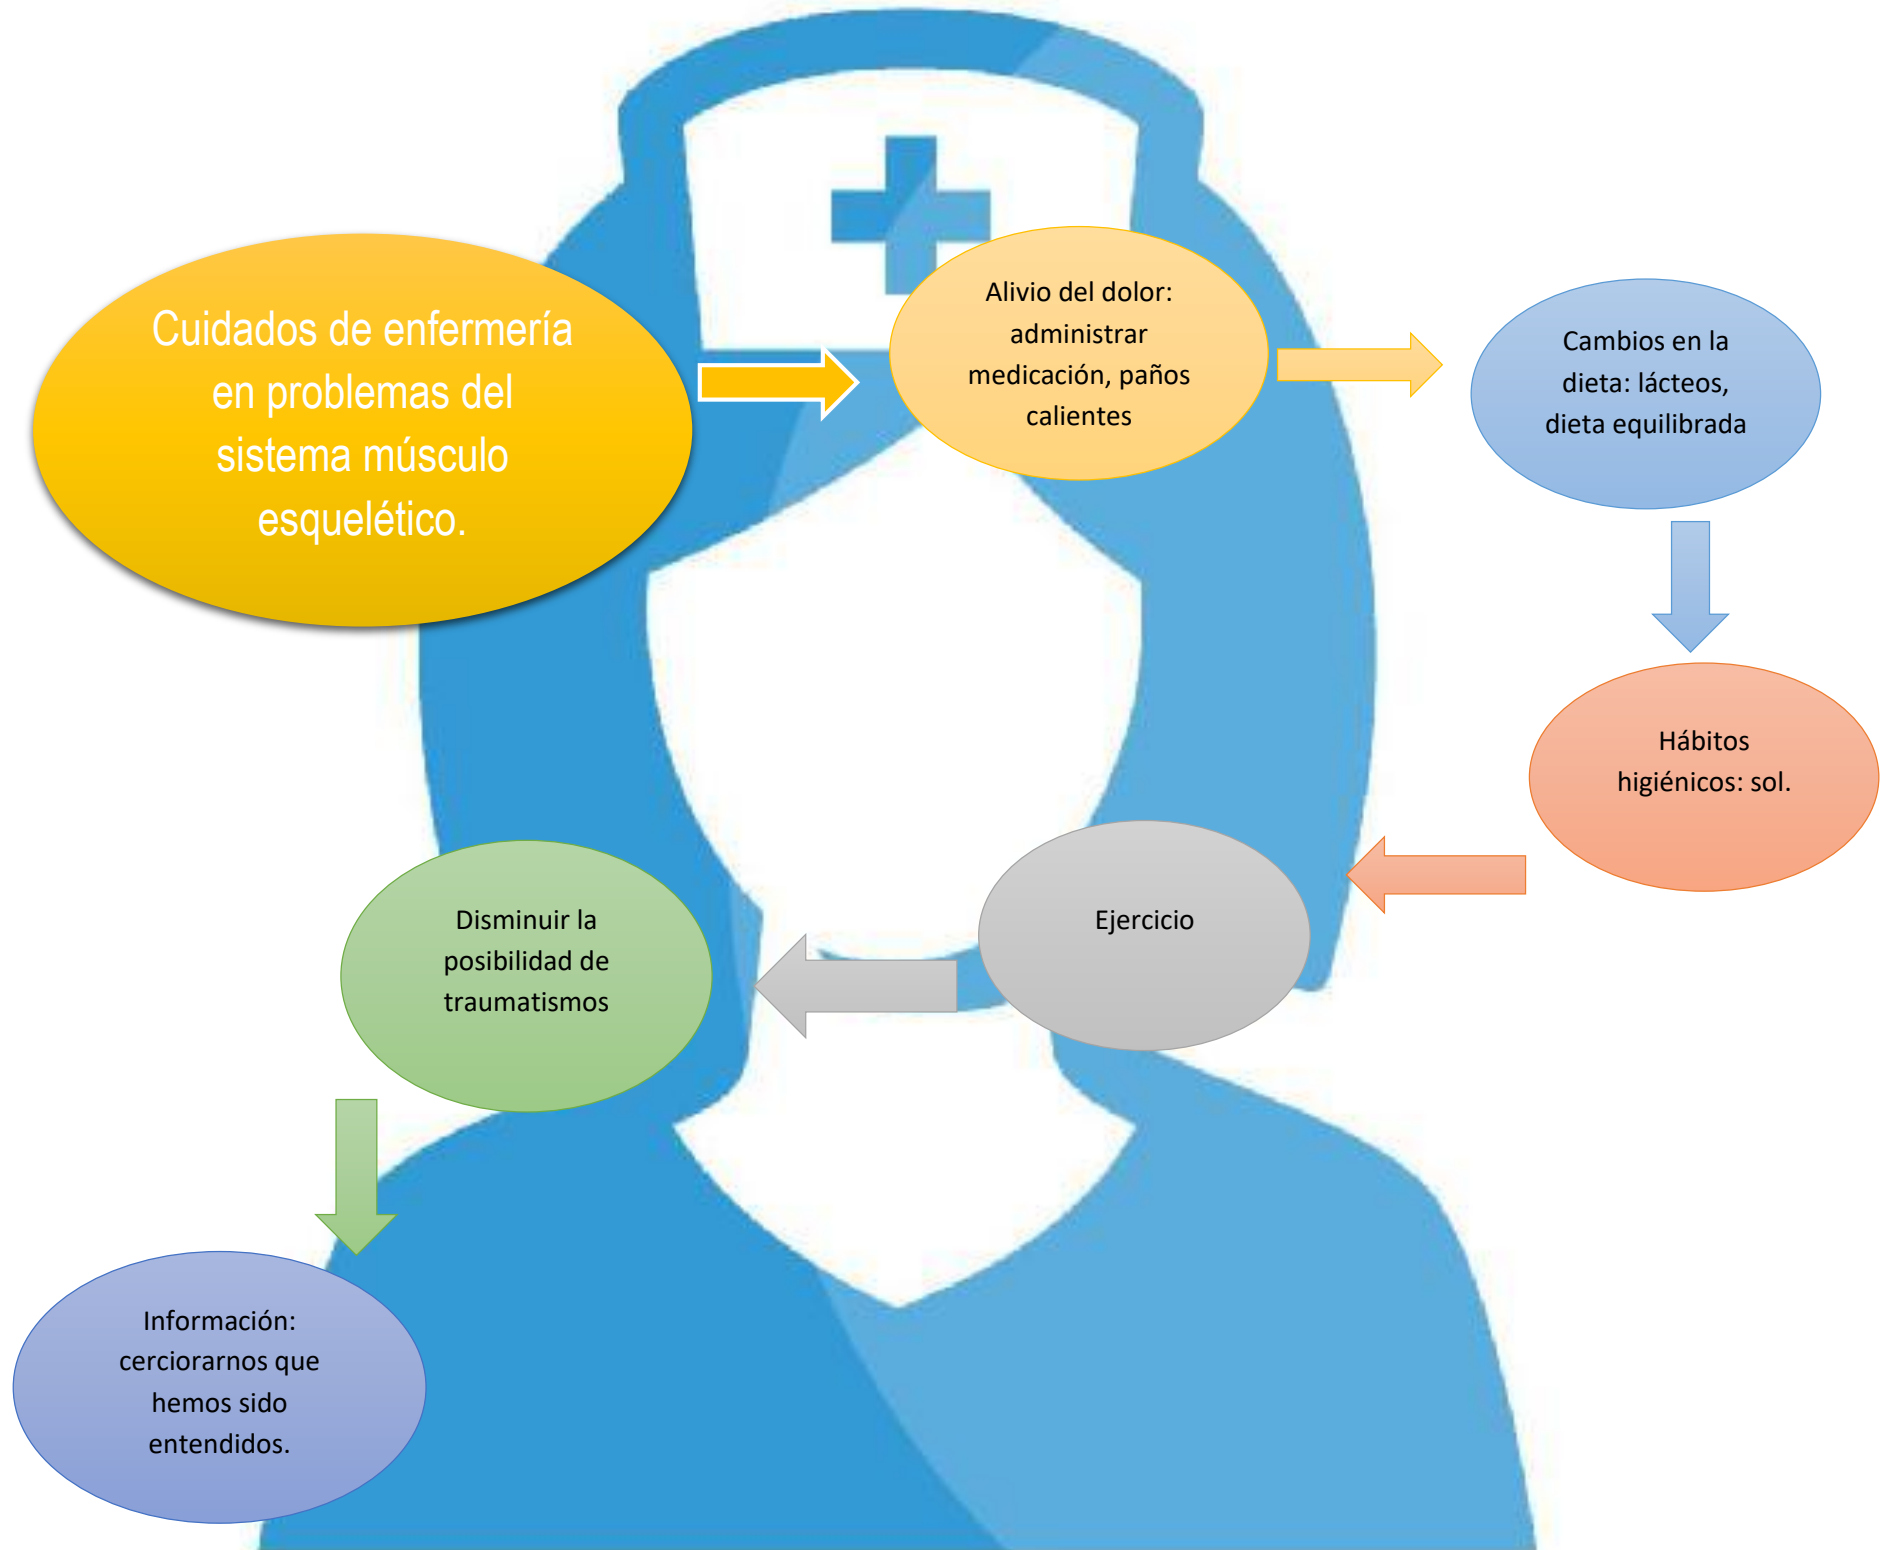 Cuidados de enfermería
en problemas del
sistema músculo
esquelético.
Alivio del dolor:
administrar
medicación, paños
calientes
Cambios en la
dieta: lácteos,
dieta equilibrada
Hábitos
higiénicos: sol.
Ejercicio
Disminuir la
posibilidad de
traumatismos
Información:
cerciorarnos que
hemos sido
entendidos.